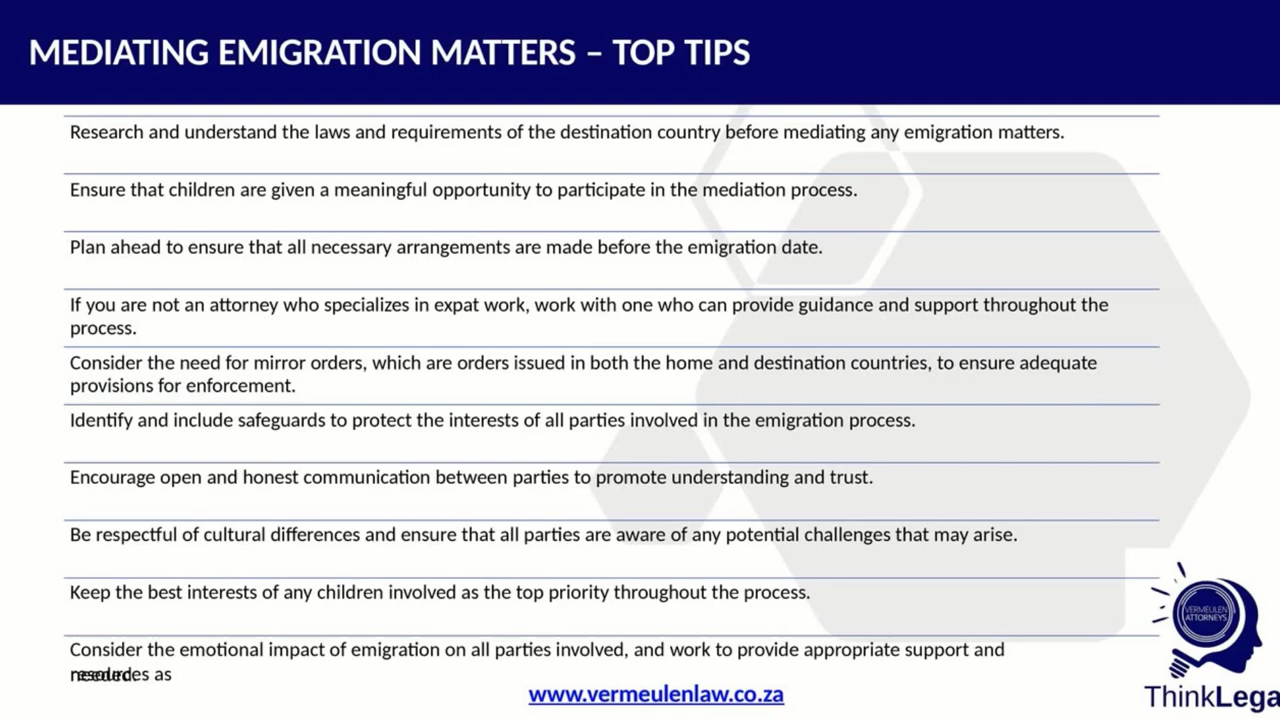 MEDIATING EMIGRATION MATTERS – TOP TIPS
Research and understand the laws and requirements of the destination country before mediating any emigration matters.
Ensure that children are given a meaningful opportunity to participate in the mediation process.
Plan ahead to ensure that all necessary arrangements are made before the emigration date.
If you are not an attorney who specializes in expat work, work with one who can provide guidance and support throughout the
process.
Consider the need for mirror orders, which are orders issued in both the home and destination countries, to ensure adequate
provisions for enforcement.
Identify and include safeguards to protect the interests of all parties involved in the emigration process.
Encourage open and honest communication between parties to promote understanding and trust.
Be respectful of cultural differences and ensure that all parties are aware of any potential challenges that may arise.
Keep the best interests of any children involved as the top priority throughout the process.
Consider the emotional impact of emigration on all parties involved, and work to provide appropriate support and
resources as
needed.
VERMEULEN
ATTORNEYS
www.vermeulenlaw.co.za
ThinkLega